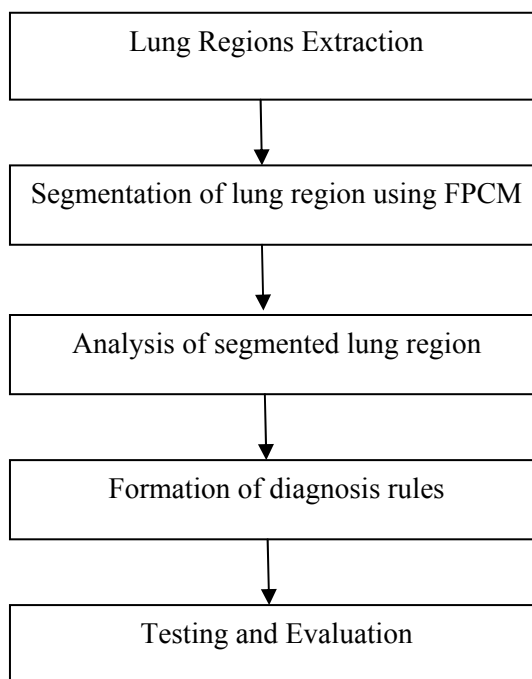 Lung Regions Extraction
Segmentation of lung region using FPCM
Analysis of segmented lung region
Formation of diagnosis rules
Testing and Evaluation